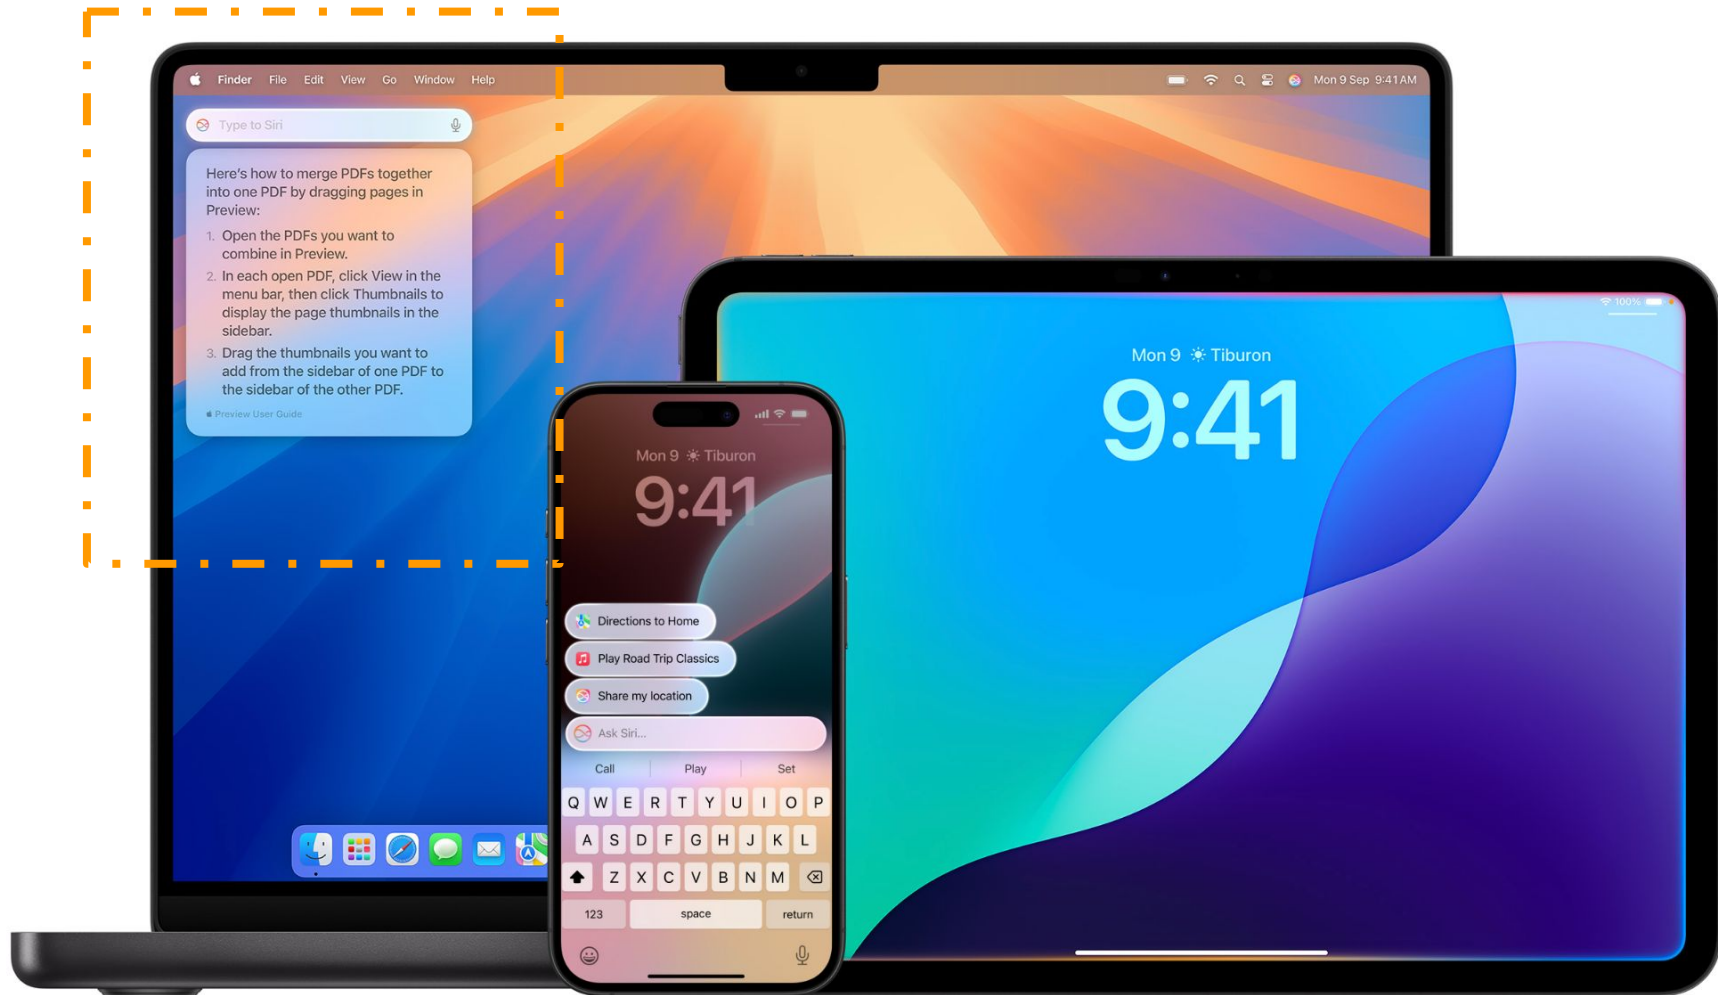 Finder File Edit View Go Window Help
Mon 9 Sep 9:41 AM
Type to Siri
Here's how to merge PDFs together
into one PDF by dragging pages in
Preview:
1. Open the PDFs you want to
combine in Preview.
2. In each open PDF, click View in the
menu bar, then click Thumbnails to
display the page thumbnails in the
sidebar.
3. Drag the thumbnails you want to
add from the sidebar of one PDF to
the sidebar of the other PDF.
Preview User Guide
Mon 9 Tiburon
9:41
Directions to Home
Play Road Trip Classics
Share my location
Ask Siri...
Call Play Set
Q W E R T Y U I O P
A S D F G H J K L
Z X C V B N M
123 space return
100%
Mon 9 Tiburon
9:41